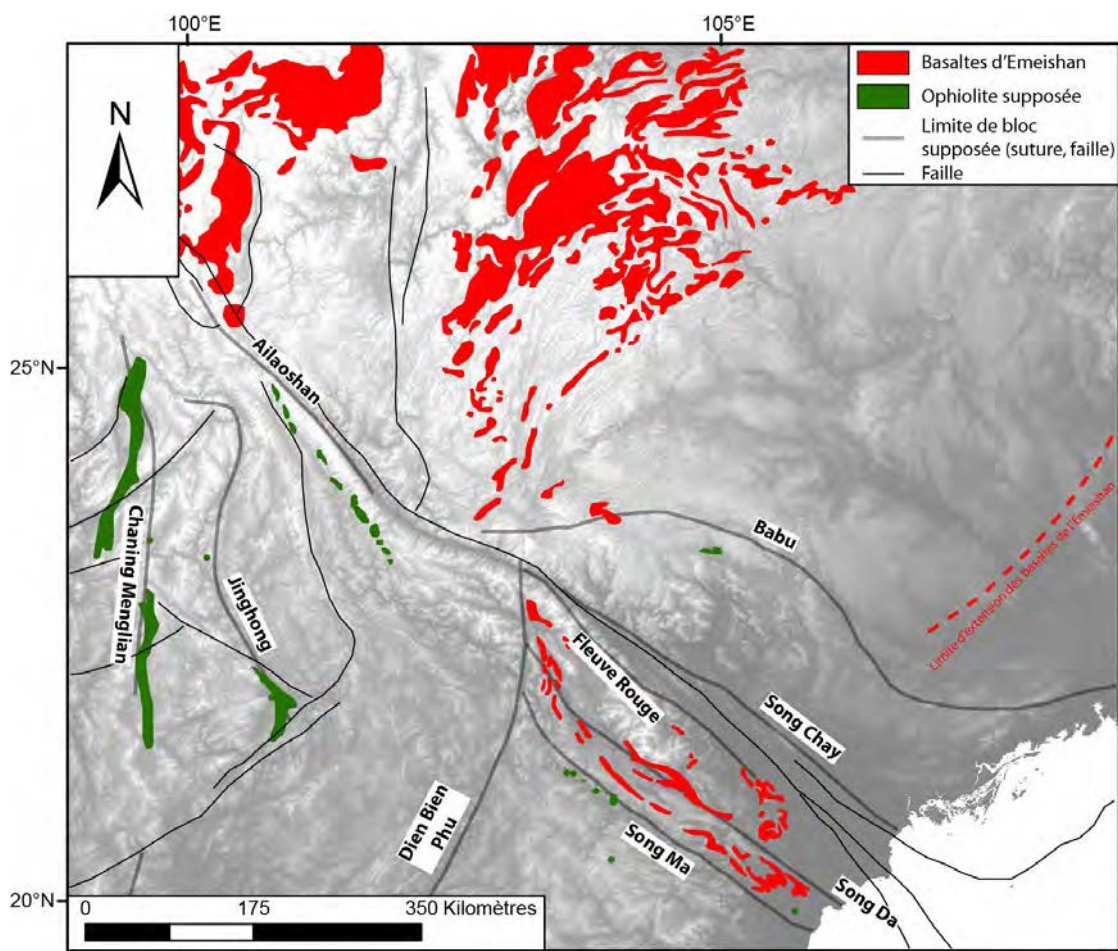 100°E
105°E
N
Basaltes d'Emeishan
Ophiolite supposée
Limite de bloc
supposée (suture, faille)
Faille
25°N
Ailaoshan
Chaning Menglian
Jinghong
Babu
Limite d'extension des Basaltes de l'Emeishan
Fleuve Rouge
Song Chay
Dien Bien
Phu
Song Ma
Song Da
20°N
0
175
350 Kilomètres